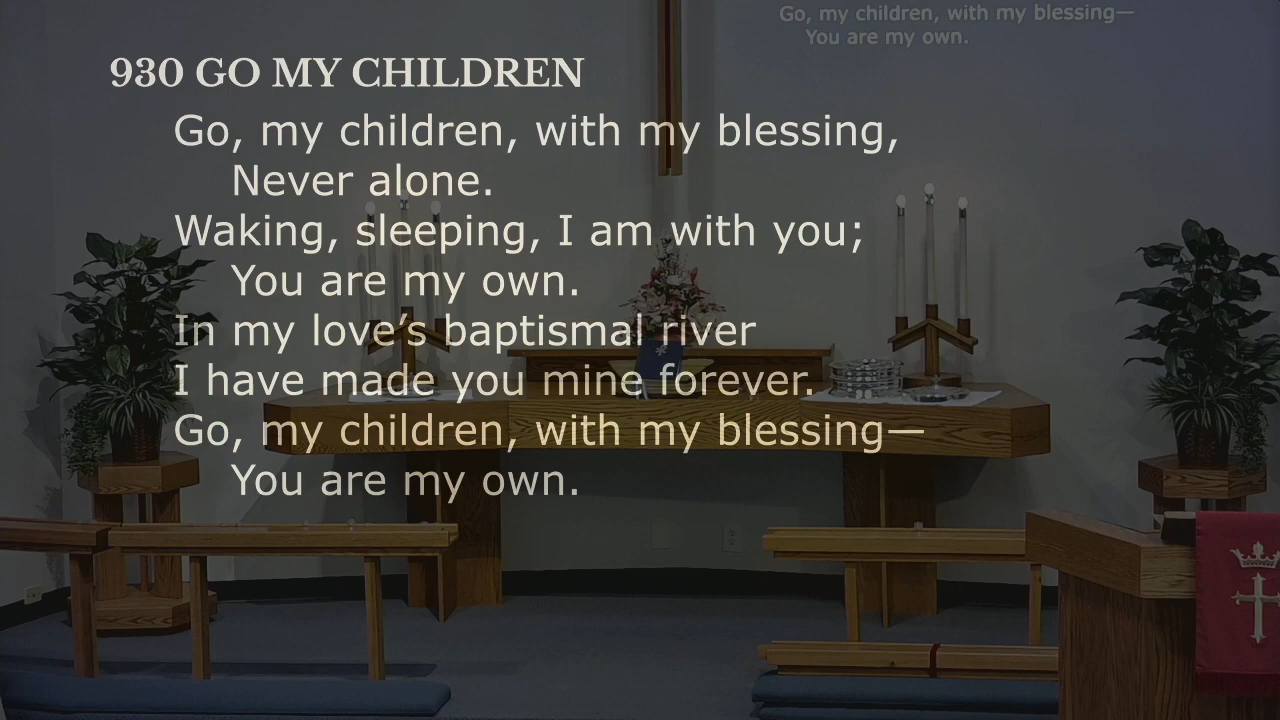 Go, my children, with my blessing—
You are my own.
930 GO MY CHILDREN
Go, my children, with my blessing,
Never alone.
Waking, sleeping, I am with you;
You are my own.
In my love’s baptismal river
I have made you mine forever.
Go, my children, with my blessing—
You are my own.